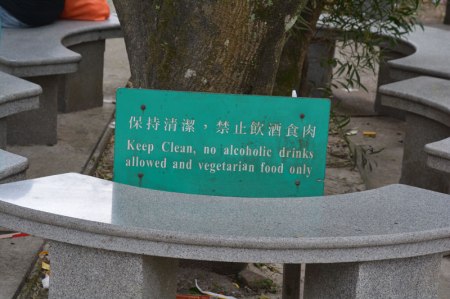 保持清潔，禁止飲酒食肉
Keep Clean, no alcoholic drinks
allowed and vegetarian food only